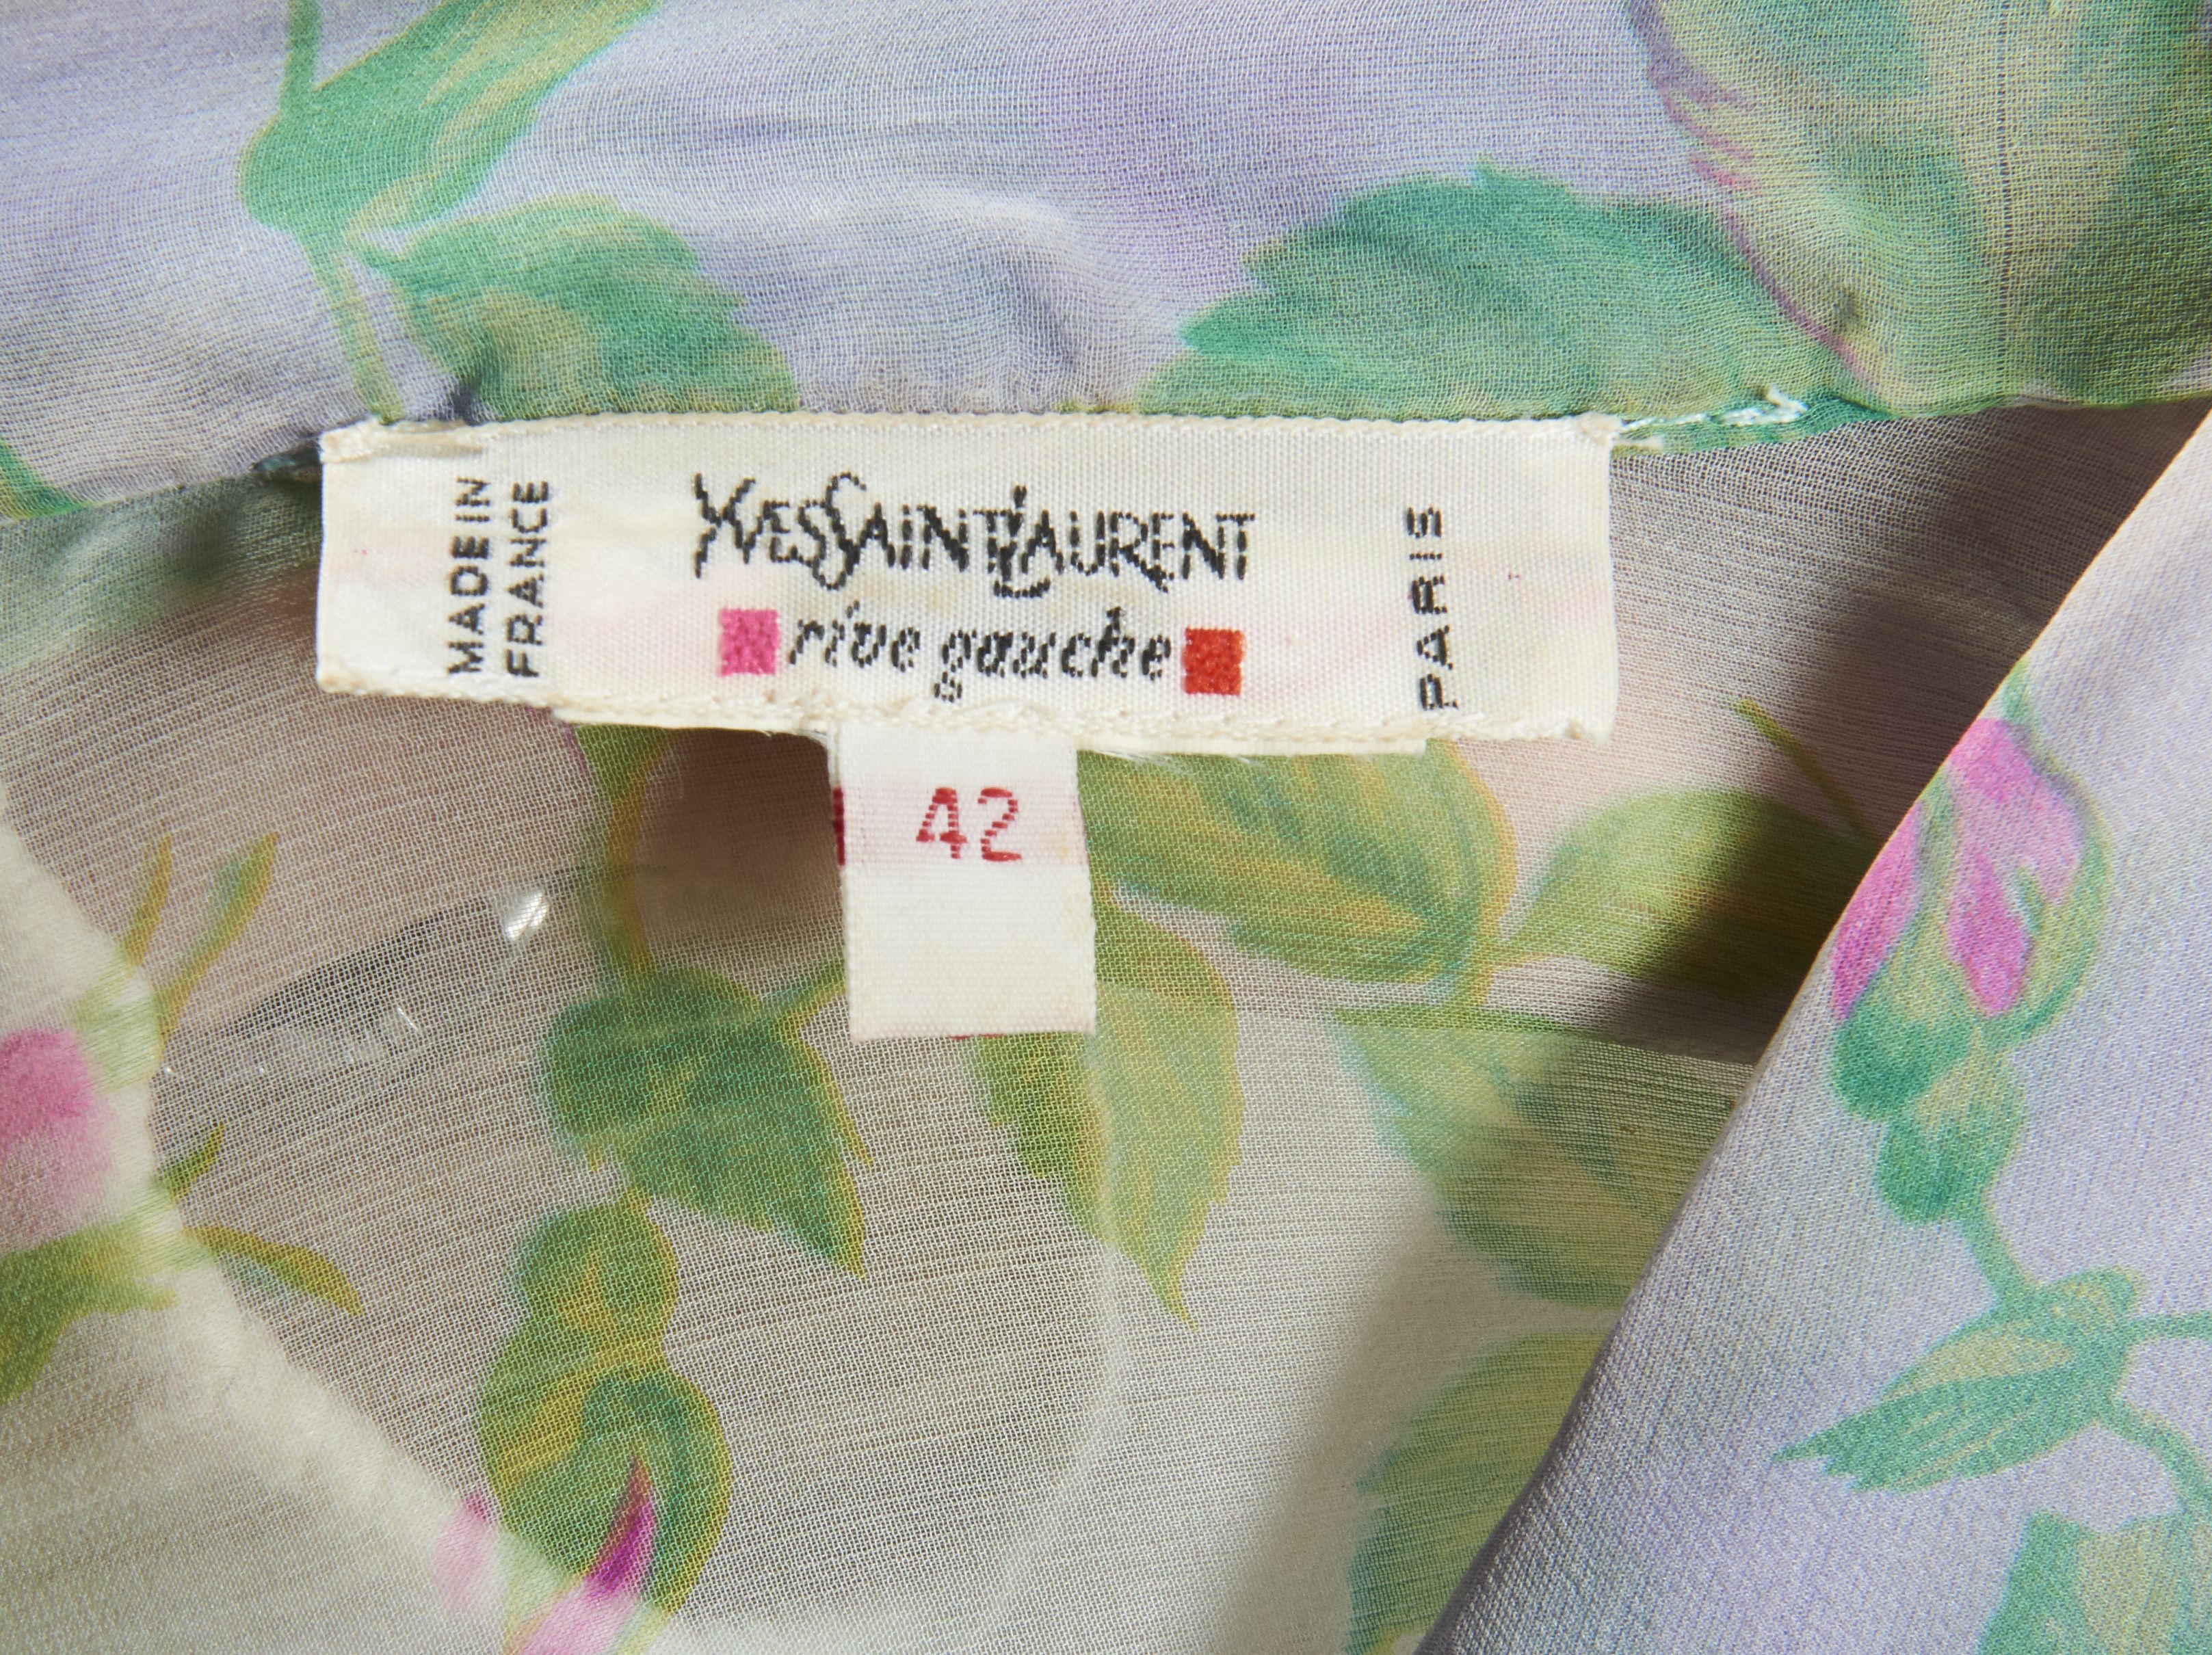 MADE IN
FRANCE
YVES SAINT LAURENT
rive gauche
PARIS
42